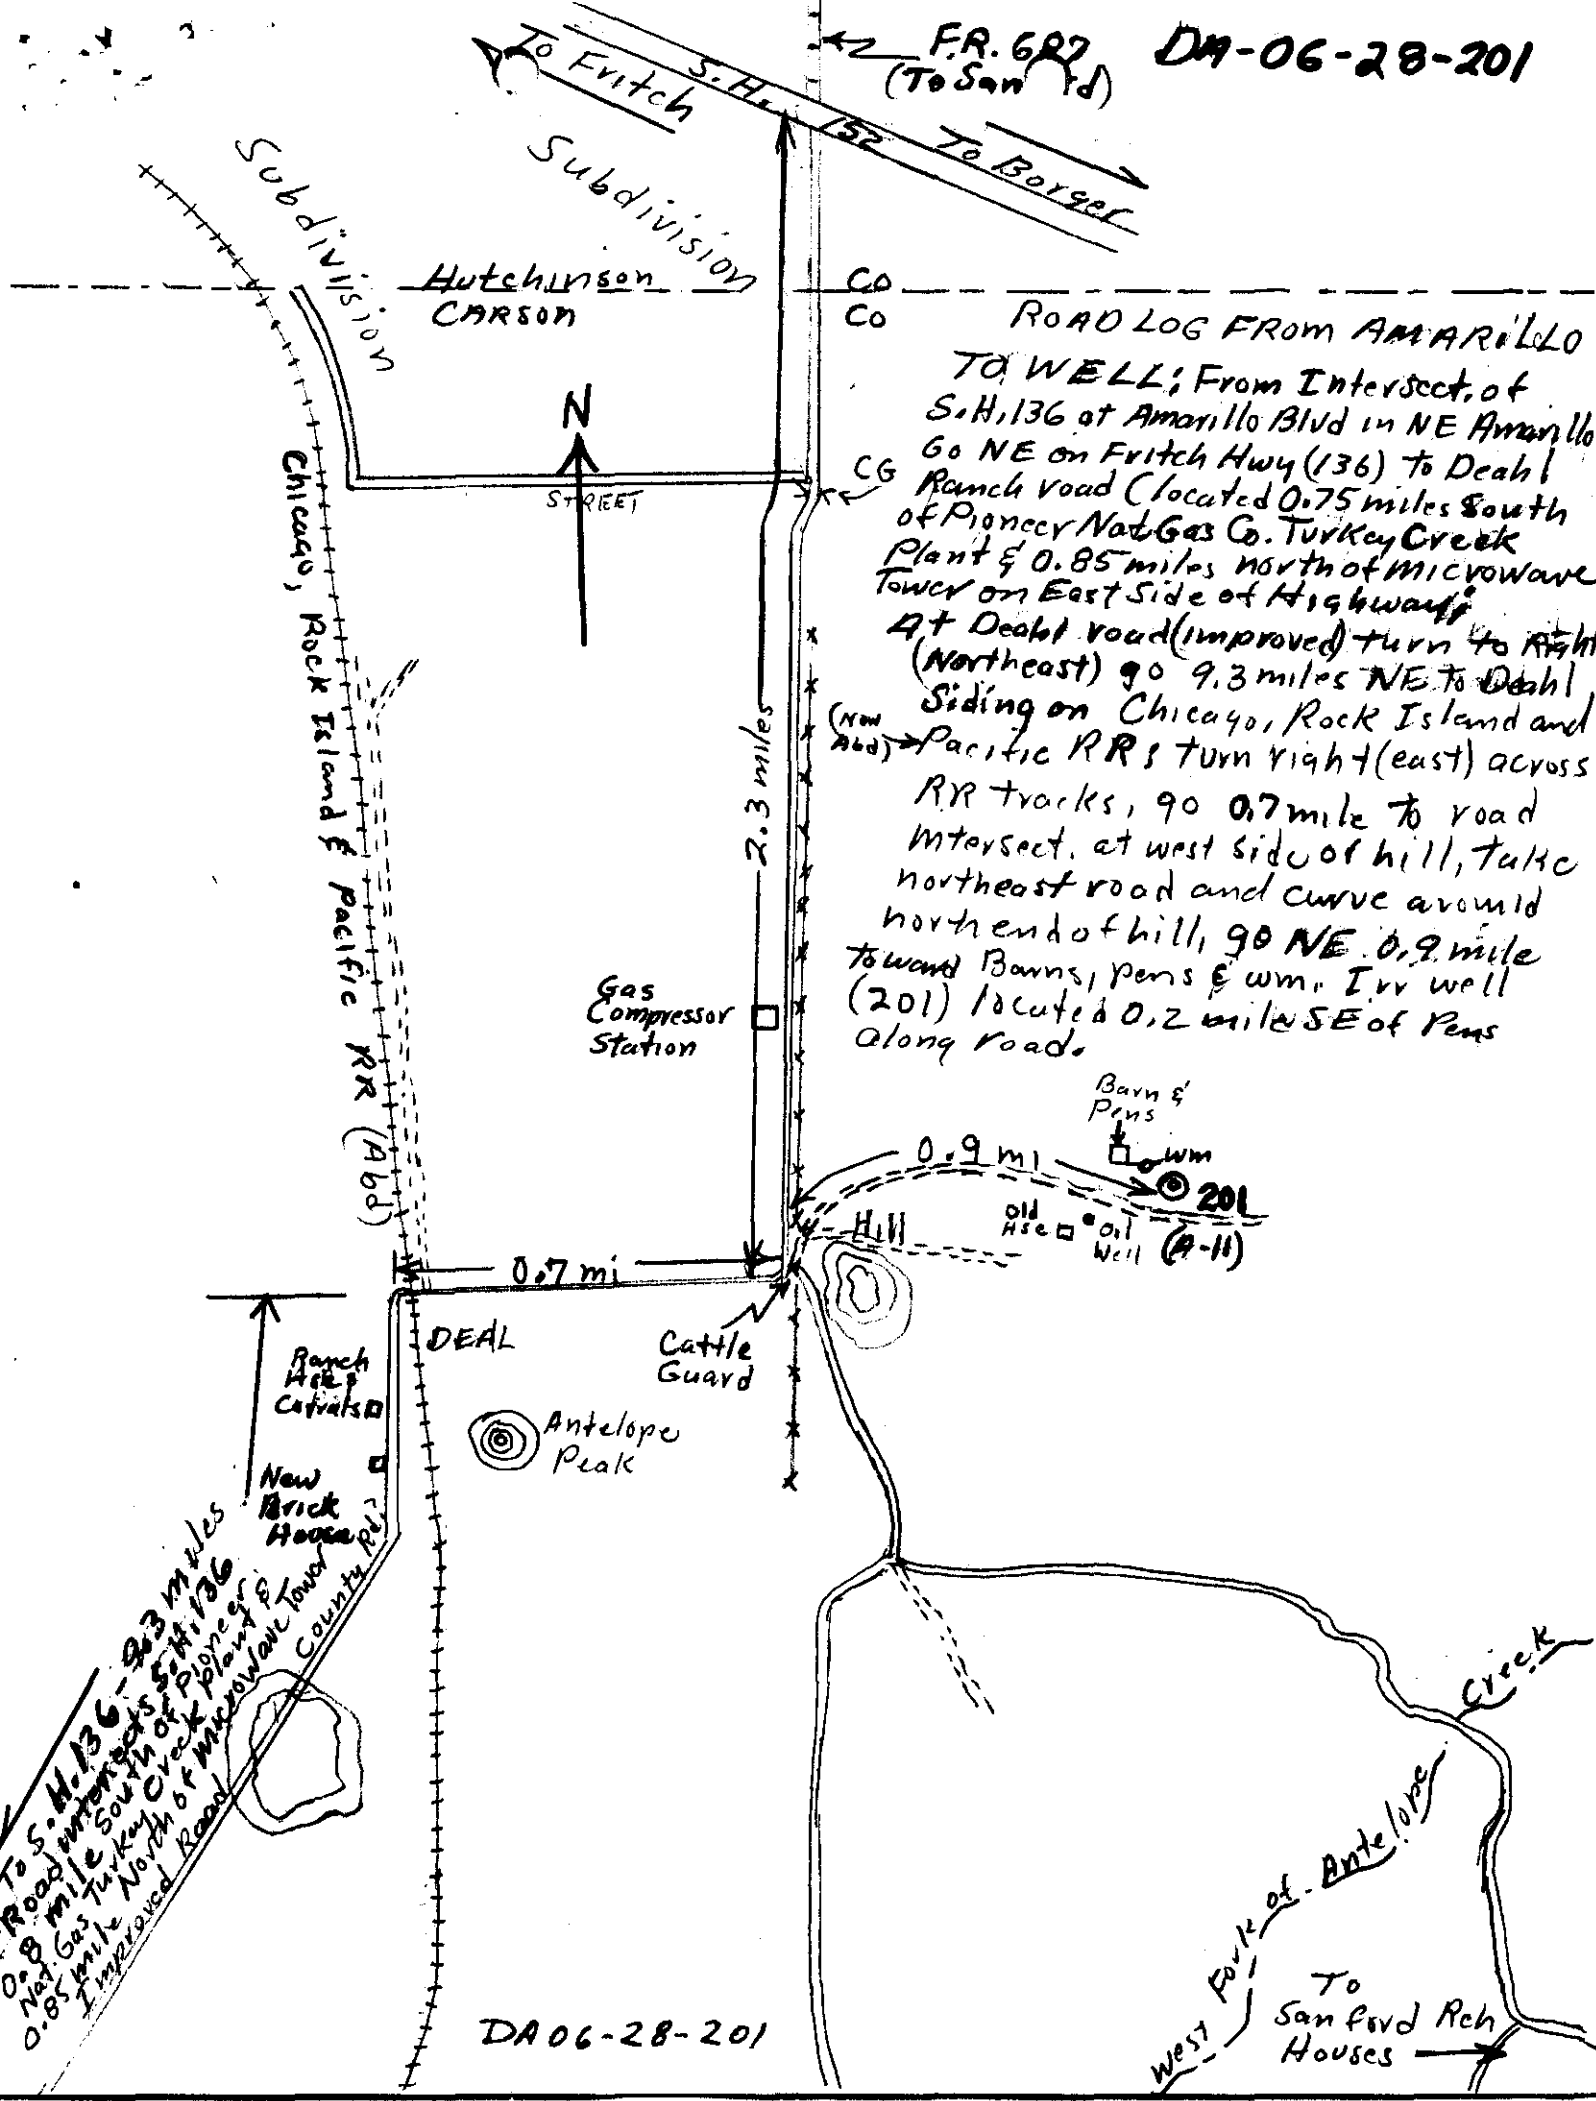 F.R. 687
(To San rd)
DA-06-28-201
To Fritch
S.H. 152
To Borger
Subdivision
Subdivision
Hutchinson Co
CARSON Co
ROAD LOG FROM AMARILLO
TO WELL; From Intersect. of
S.H. 136 at Amarillo Blvd in NE Amarillo
Go NE on Fritch Hwy (136) to Deahl
Ranch road (located 0.75 miles South
of Pioneer Nat Gas Co. Turkey Creek
Plant & 0.85 miles north of microwave
Tower on East Side of Highway;
At Deahl road (improved) turn to Right
(Northeast) go 9.3 miles NE to Deahl
Siding on Chicago, Rock Island and
(Now Abd) Pacific RR; turn right (east) across
RR tracks, go 0.7 mile to road
intersect. at west side of hill, take
northeast road and curve around
north end of hill, go NE 0.9 mile
toward Barns, pens & wm. Irr well
(201) located 0.2 mile SE of Pens
along road.
N
STREET
CG
Chicago, Rock Island & Pacific RR (Abd)
2.3 miles
Gas
Compressor
Station
Barn &
Pens
wm
0.9 mi
201
(A-11)
Hill
Old
Hse
Oil
Well
0.7 mi
DEAL
Cattle
Guard
Ranch
Hse &
New
Brick
House
Antelope
Peak
County Rd.
To S.H. 136 - 9.3 miles
Road intersects S.H. 136
0.8 mile South of Pioneer
Nat. Gas Turkey Creek Plant &
0.85 mile North of Microwave Tower
Improved Road
Creek
West Fork of Antelope
To
Sanford Rch
Houses
DA 06-28-201